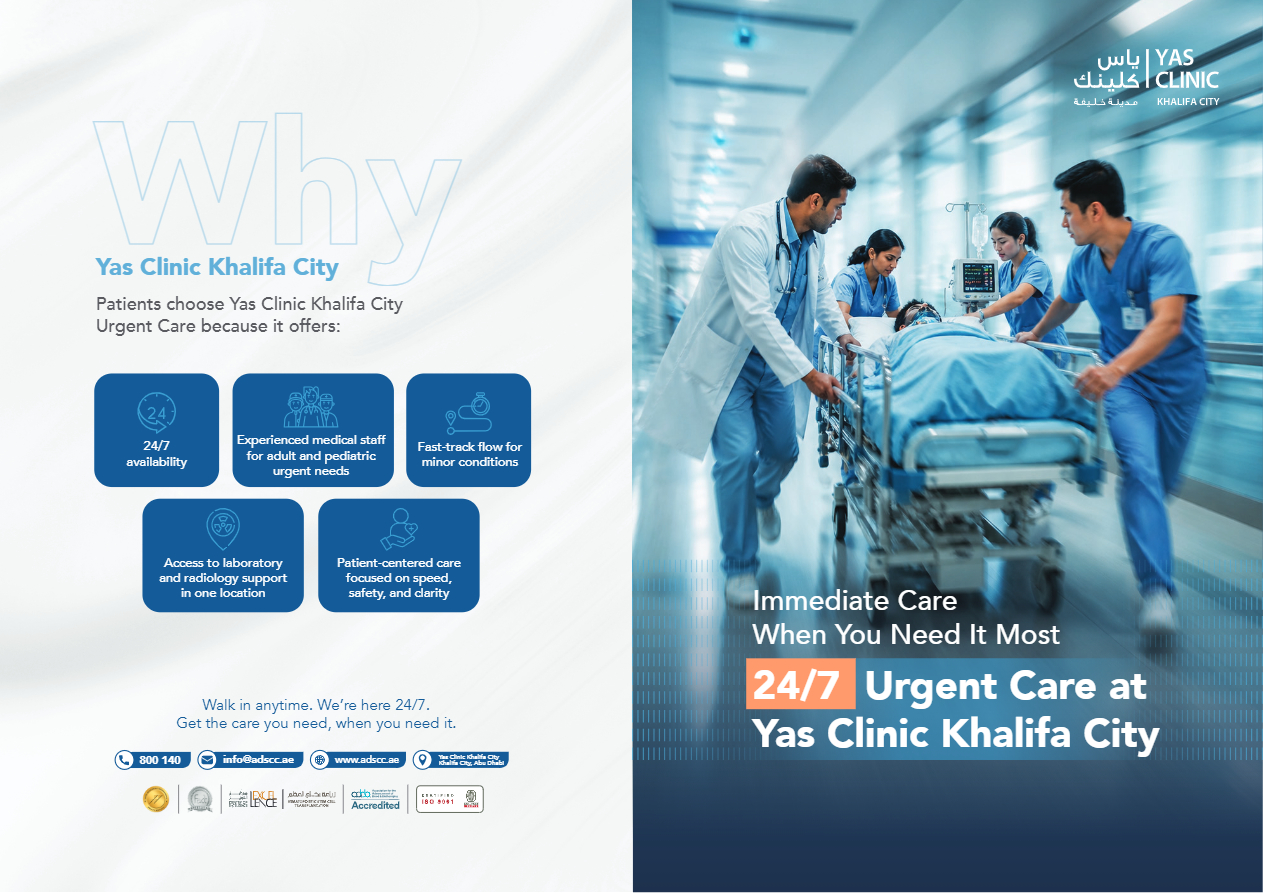 Why
Yas Clinic Khalifa City
Patients choose Yas Clinic Khalifa City
Urgent Care because it offers:
24
24/7
availability
Experienced medical staff
for adult and pediatric
urgent needs
Fast-track flow for
minor conditions
Access to laboratory
and radiology support
in one location
Patient-centered care
focused on speed,
safety, and clarity
Walk in anytime. We’re here 24/7.
Get the care you need, when you need it.
800 140
info@adscc.ae
www.adscc.ae
Yas Clinic Khalifa City
Khalifa City, Abu Dhabi
EXCEL
LENCE
Accredited
CERTIFIED
ISO 9001
ياس
كلينك
مدينة خليفة
YAS
CLINIC
KHALIFA CITY
Immediate Care
When You Need It Most
24/7 Urgent Care at
Yas Clinic Khalifa City